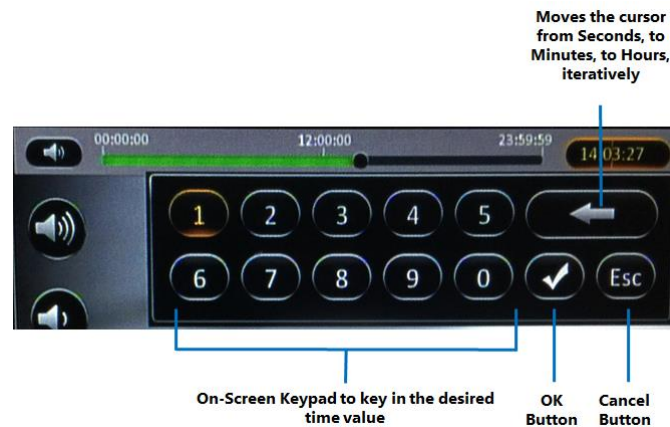 Moves the cursor
from Seconds, to
Minutes, to Hours,
iteratively
00:00:00 12:00:00 23:59:59 14:03:27
1 2 3 4 5
6 7 8 9 0 Esc
On-Screen Keypad to key in the desired
time value
OK
Button
Cancel
Button